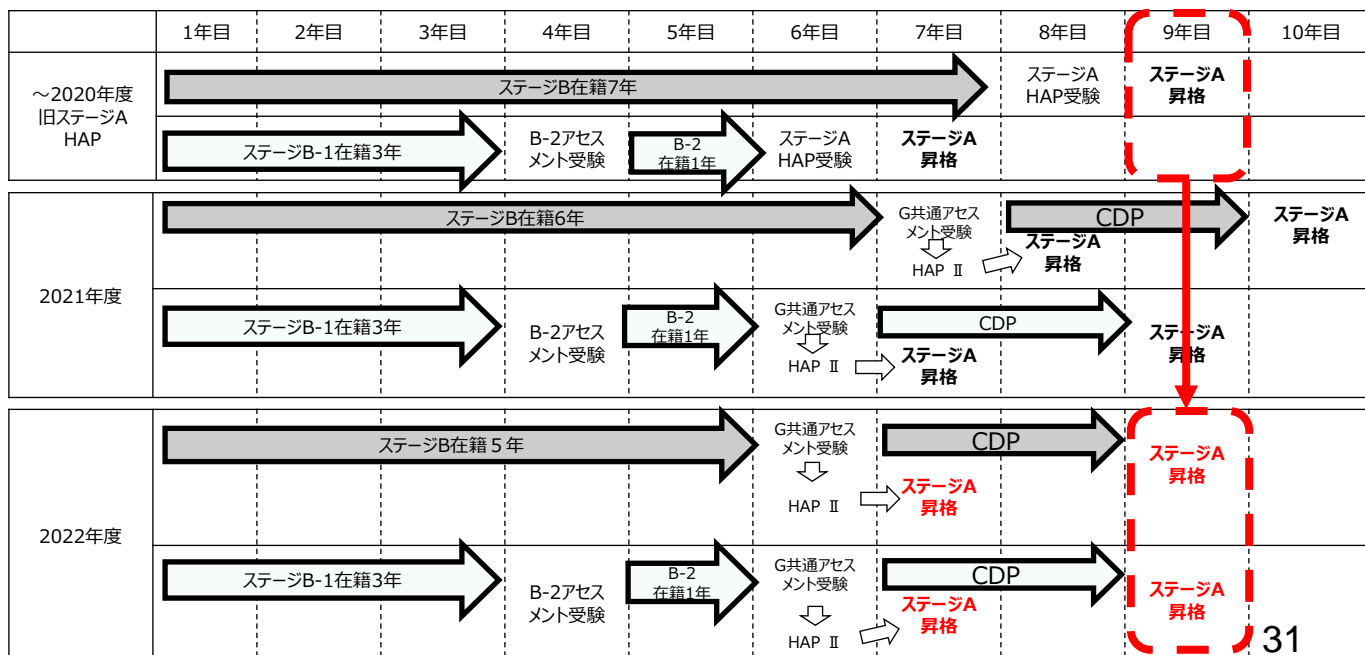 1年目 2年目 3年目 4年目 5年目 6年目 7年目 8年目 9年目 10年目
～2020年度
旧ステージA
HAP
ステージB在籍7年
ステージA
HAP受験
ステージA
昇格
ステージB-1在籍3年
B-2アセス
メント受験
B-2
在籍1年
ステージA
HAP受験
ステージA
昇格
2021年度
ステージB在籍6年
G共通アセス
メント受験
HAP Ⅱ
ステージA
昇格
CDP
ステージA
昇格
ステージB-1在籍3年
B-2アセス
メント受験
B-2
在籍1年
G共通アセス
メント受験
HAP Ⅱ
ステージA
昇格
CDP
ステージA
昇格
2022年度
ステージB在籍５年
G共通アセス
メント受験
HAP Ⅱ
ステージA
昇格
CDP
ステージA
昇格
ステージB-1在籍3年
B-2アセス
メント受験
B-2
在籍1年
G共通アセス
メント受験
HAP Ⅱ
ステージA
昇格
CDP
ステージA
昇格
31